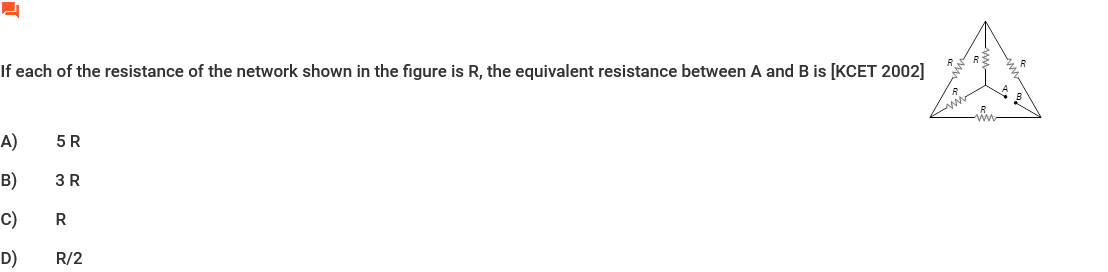 If each of the resistance of the network shown in the figure is R, the equivalent resistance between A and B is [KCET 2002]
R
R
R
R
A
B
R
A) 5 R
B) 3 R
C) R
D) R/2